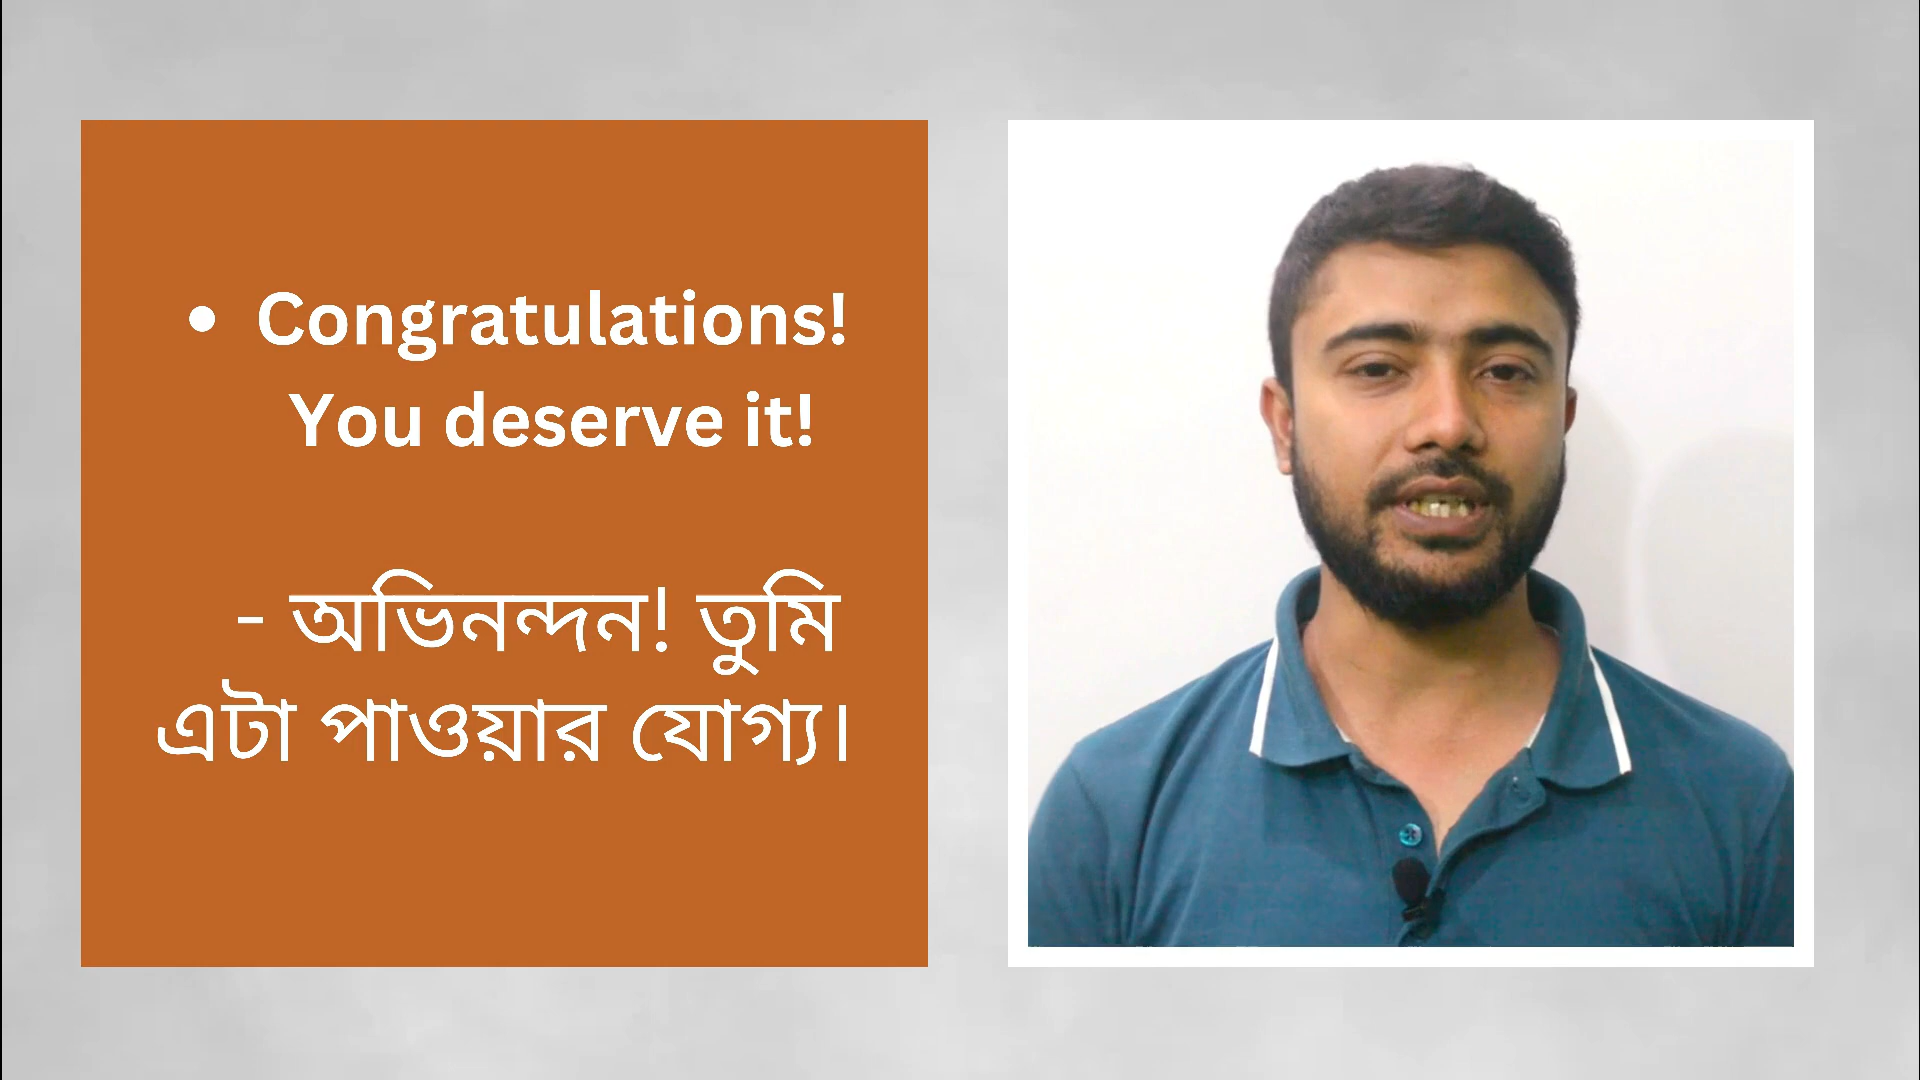 • Congratulations!
You deserve it!
- অভিনন্দন! তুমি
এটা পাওয়ার যোগ্য।